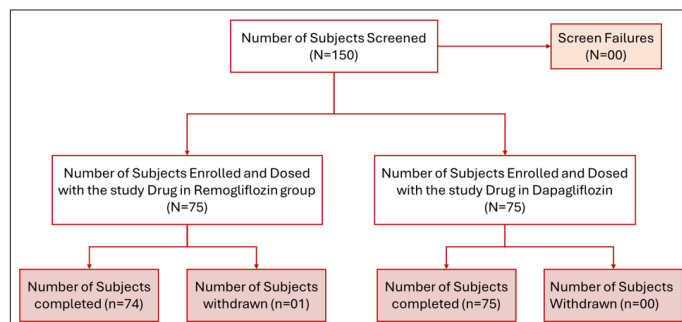 Number of Subjects Screened
(N=150)
Screen Failures
(N=00)
Number of Subjects Enrolled and Dosed
with the study Drug in Remogliflozin group
(N=75)
Number of Subjects Enrolled and Dosed
with the study Drug in Dapagliflozin
(N=75)
Number of Subjects
completed (n=74)
Number of Subjects
withdrawn (n=01)
Number of Subjects
completed (n=75)
Number of Subjects
Withdrawn (n=00)